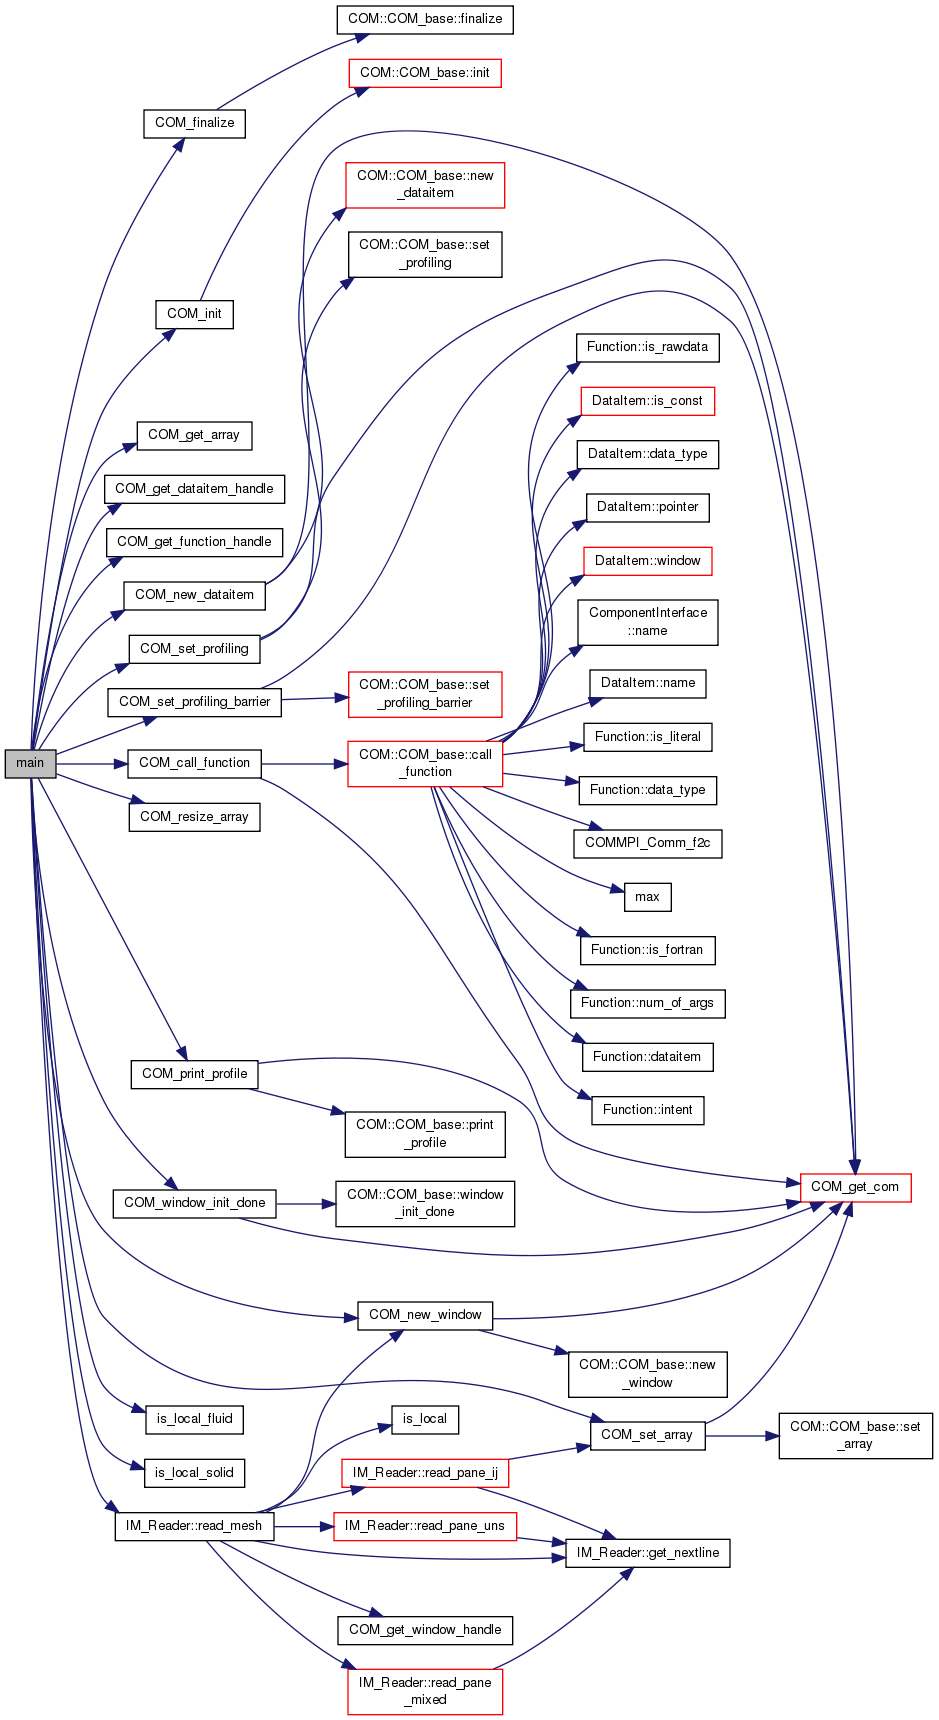 COM::COM_base::finalize
COM::COM_base::init
COM_finalize
COM::COM_base::new
_dataitem
COM::COM_base::set
_profiling
COM_init
Function::is_rawdata
DataItem::is_const
COM_get_array
DataItem::data_type
COM_get_dataitem_handle
DataItem::pointer
COM_get_function_handle
DataItem::window
COM_new_dataitem
ComponentInterface
::name
COM_set_profiling
COM::COM_base::set
_profiling_barrier
DataItem::name
COM_set_profiling_barrier
Function::is_literal
main
COM_call_function
COM::COM_base::call
_function
Function::data_type
COM_resize_array
COMMPI_Comm_f2c
max
Function::is_fortran
Function::num_of_args
Function::dataitem
COM_print_profile
Function::intent
COM::COM_base::print
_profile
COM_get_com
COM_window_init_done
COM::COM_base::window
_init_done
COM_new_window
COM::COM_base::new
_window
is_local_fluid
is_local
COM_set_array
COM::COM_base::set
_array
is_local_solid
IM_Reader::read_pane_ij
IM_Reader::read_mesh
IM_Reader::read_pane_uns
IM_Reader::get_nextline
COM_get_window_handle
IM_Reader::read_pane
_mixed